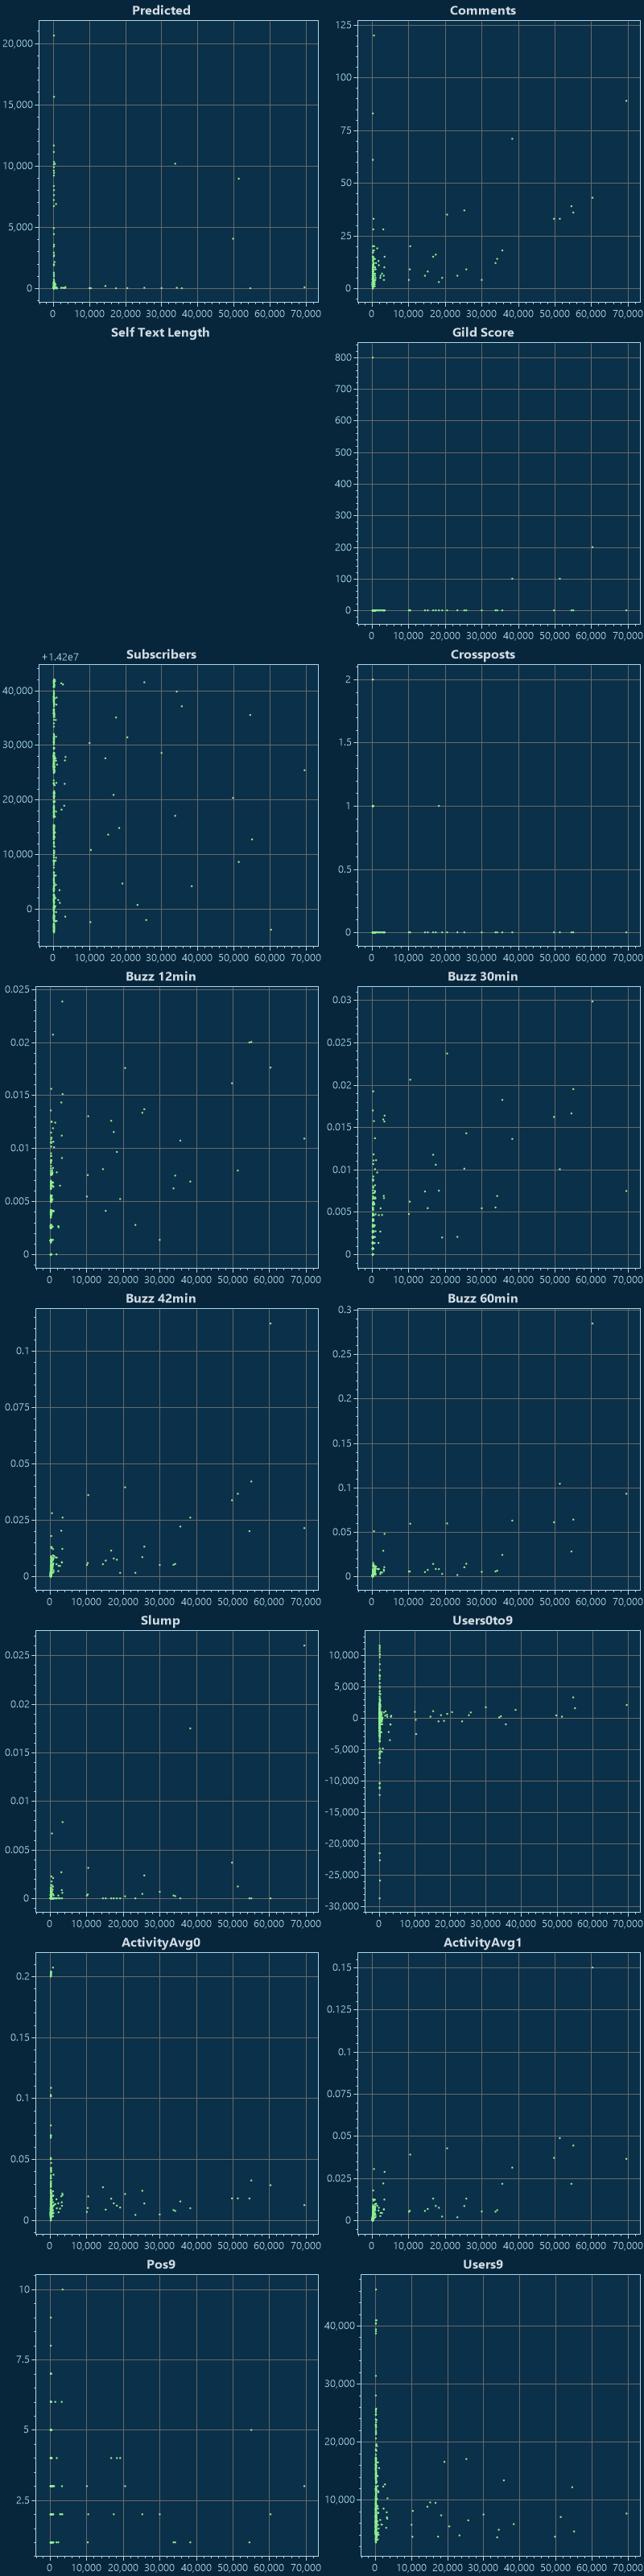 Predicted
20,000
15,000
10,000
5,000
0
0 10,000 20,000 30,000 40,000 50,000 60,000 70,000
Comments
125
100
75
50
25
0
0 10,000 20,000 30,000 40,000 50,000 60,000 70,000
Self Text Length
Gild Score
800
700
600
500
400
300
200
100
0
0 10,000 20,000 30,000 40,000 50,000 60,000 70,000
Subscribers
+1.42e7
40,000
30,000
20,000
10,000
0
0 10,000 20,000 30,000 40,000 50,000 60,000 70,000
Crossposts
2
1.5
1
0.5
0
0 10,000 20,000 30,000 40,000 50,000 60,000 70,000
Buzz 12min
0.025
0.02
0.015
0.01
0.005
0
0 10,000 20,000 30,000 40,000 50,000 60,000 70,000
Buzz 30min
0.03
0.025
0.02
0.015
0.01
0.005
0
0 10,000 20,000 30,000 40,000 50,000 60,000 70,000
Buzz 42min
0.1
0.075
0.05
0.025
0
0 10,000 20,000 30,000 40,000 50,000 60,000 70,000
Buzz 60min
0.3
0.25
0.2
0.15
0.1
0.05
0
0 10,000 20,000 30,000 40,000 50,000 60,000 70,000
Slump
0.025
0.02
0.015
0.01
0.005
0
0 10,000 20,000 30,000 40,000 50,000 60,000 70,000
Users0to9
10,000
5,000
0
-5,000
-10,000
-15,000
-20,000
-25,000
-30,000
0 10,000 20,000 30,000 40,000 50,000 60,000 70,000
ActivityAvg0
0.2
0.15
0.1
0.05
0
0 10,000 20,000 30,000 40,000 50,000 60,000 70,000
ActivityAvg1
0.15
0.125
0.1
0.075
0.05
0.025
0
0 10,000 20,000 30,000 40,000 50,000 60,000 70,000
Pos9
10
7.5
5
2.5
0 10,000 20,000 30,000 40,000 50,000 60,000 70,000
Users9
40,000
30,000
20,000
10,000
0 10,000 20,000 30,000 40,000 50,000 60,000 70,000